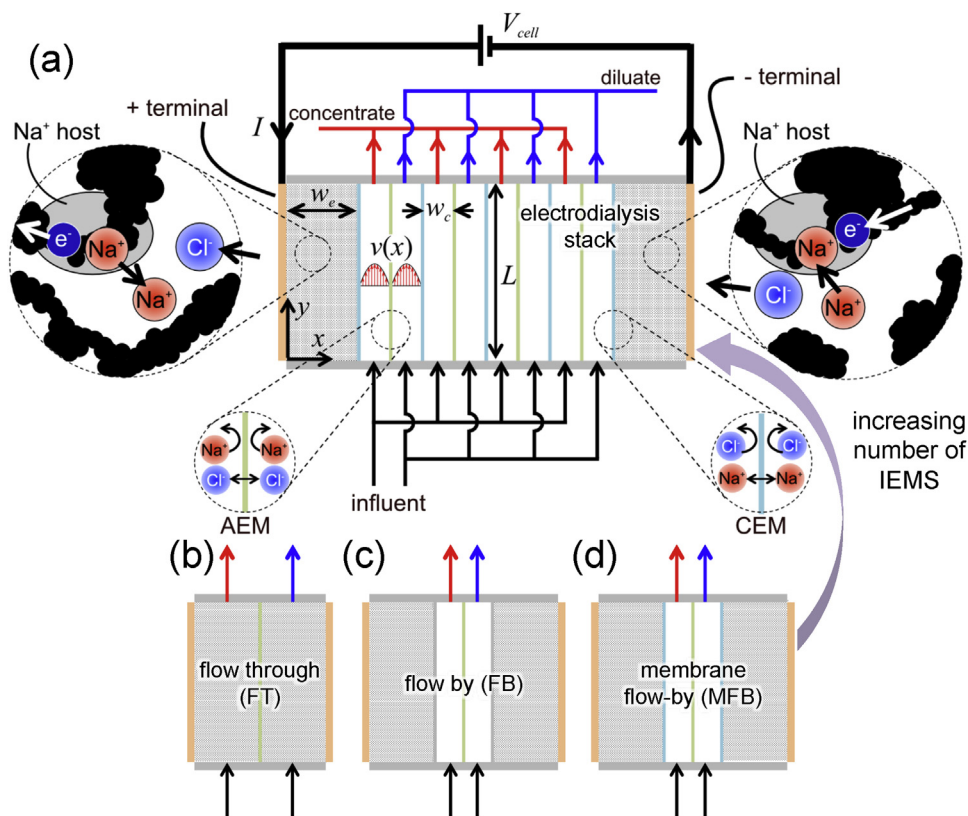 (a)
V_cell
diluate
- terminal
+ terminal
concentrate
I
Na⁺ host
Na⁺ host
w_e
w_c
electrodialysis
stack
e⁻
Na⁺
Cl⁻
Na⁺
v(x)
L
e⁻
Na⁺
Cl⁻
Na⁺
y
x
Na⁺
Na⁺
Cl⁻
Cl⁻
AEM
influent
Cl⁻
Cl⁻
Na⁺
Na⁺
CEM
increasing
number of
IEMS
(b)
(c)
(d)
flow through
(FT)
flow by (FB)
membrane
flow-by (MFB)